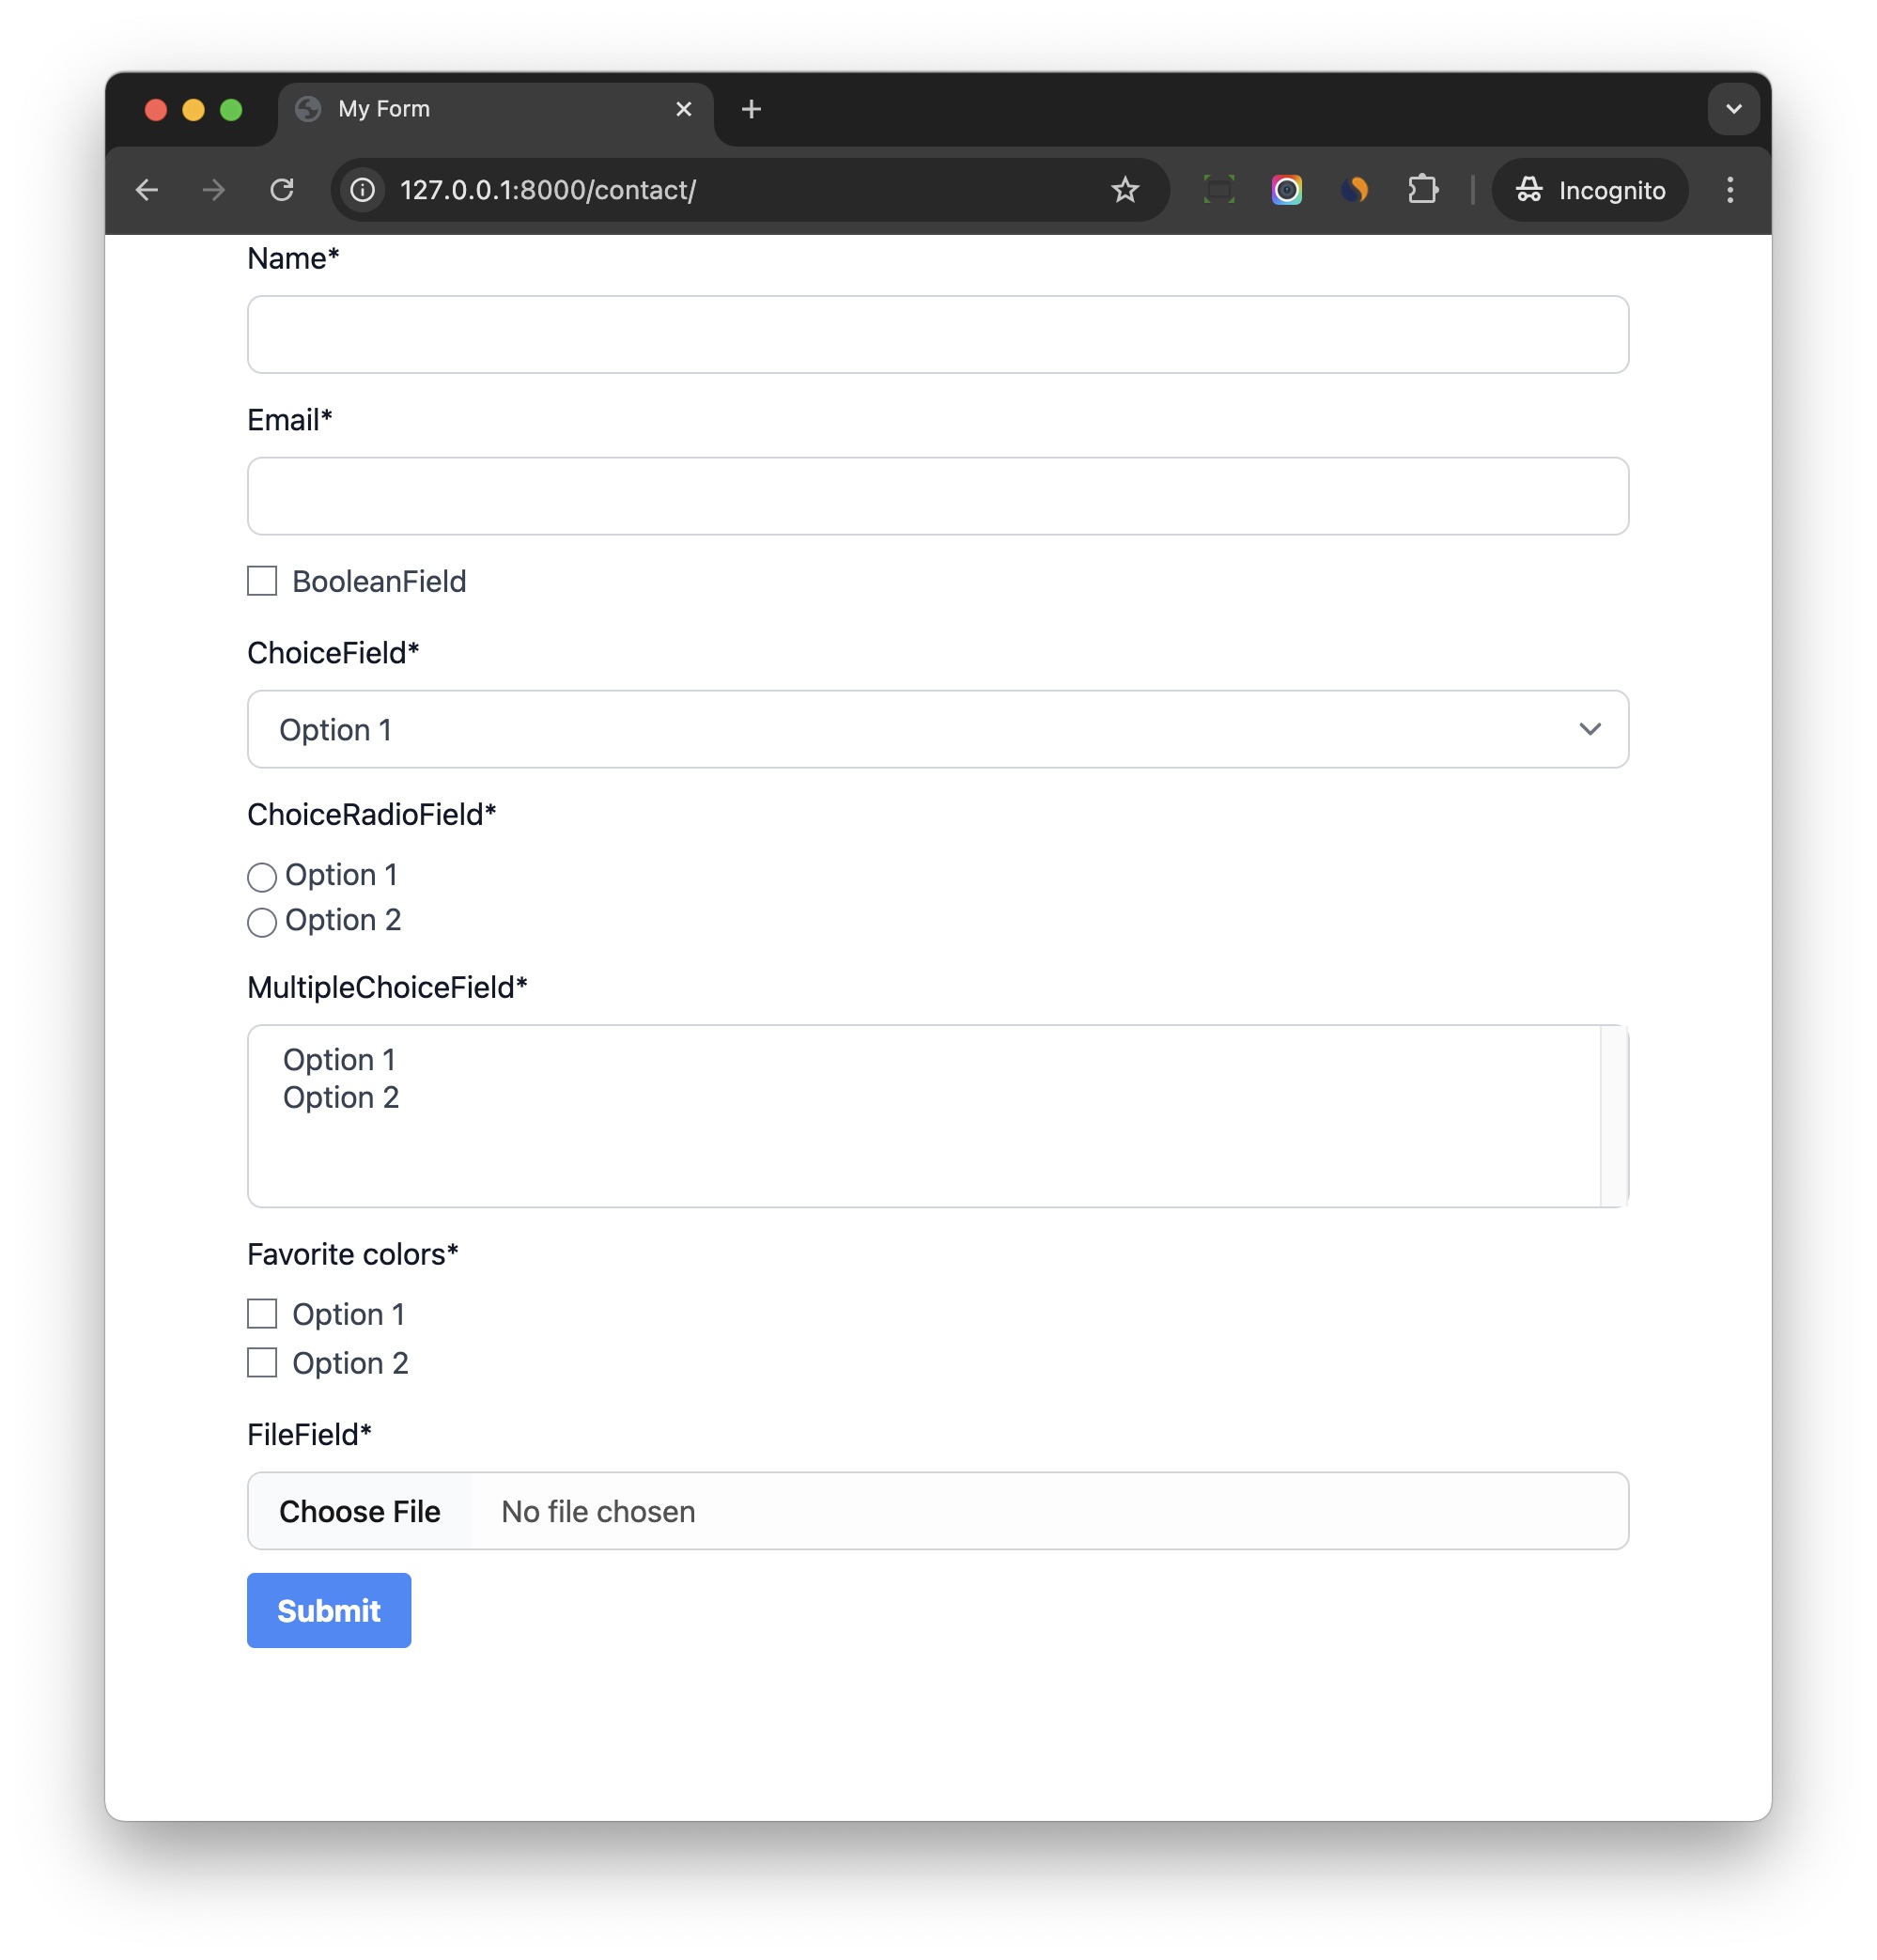 My Form
127.0.0.1:8000/contact/
Incognito
Name*
Email*
BooleanField
ChoiceField*
Option 1
ChoiceRadioField*
Option 1
Option 2
MultipleChoiceField*
Option 1
Option 2
Favorite colors*
Option 1
Option 2
FileField*
Choose File No file chosen
Submit